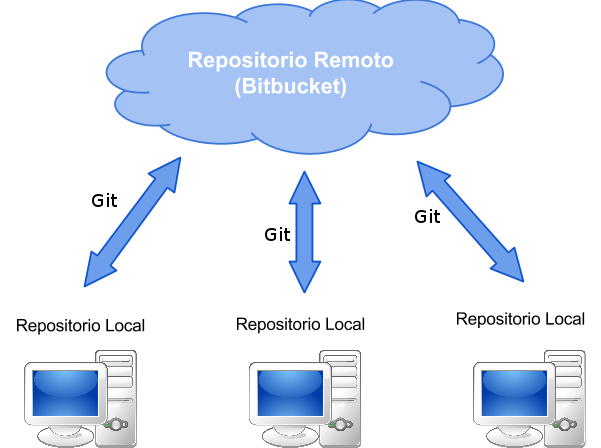 Repositorio Remoto
(Bitbucket)
Git
Git
Git
Repositorio Local
Repositorio Local
Repositorio Local